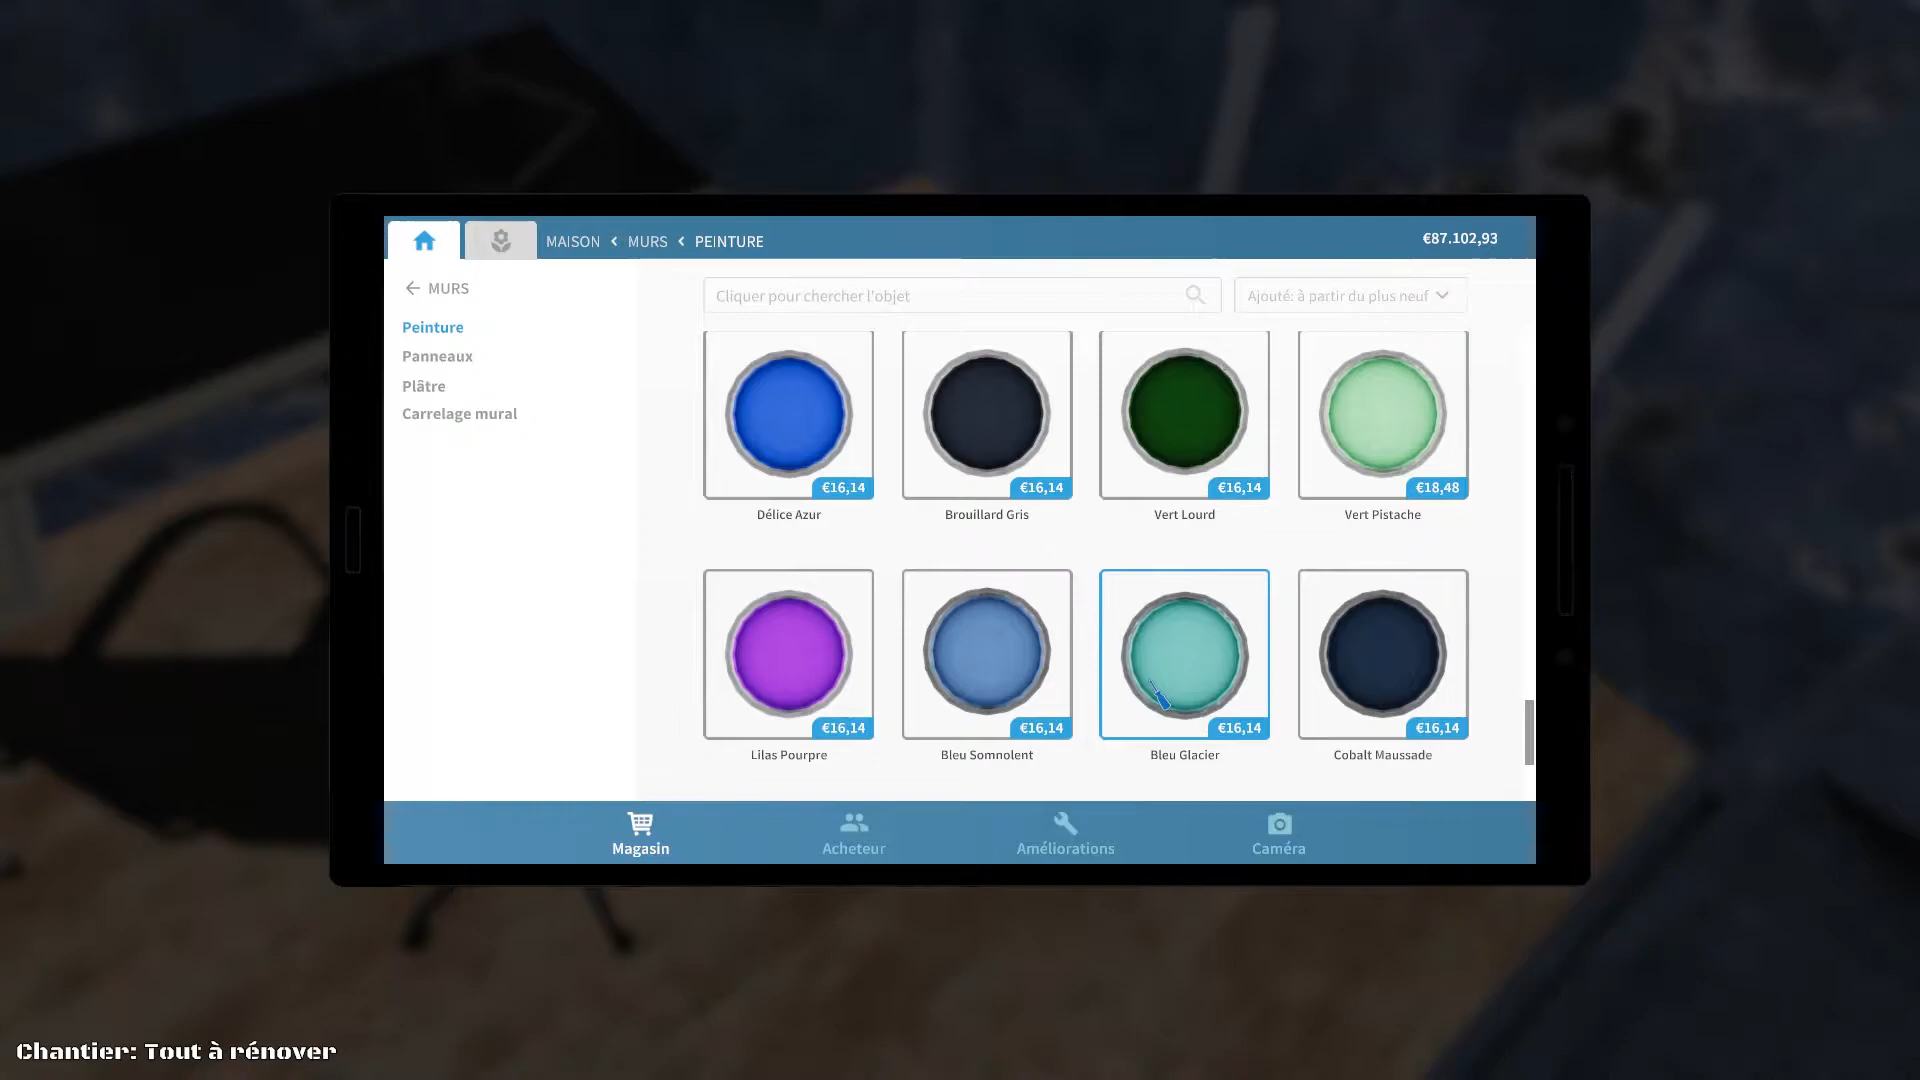 MAISON < MURS < PEINTURE
€87.102,93
← MURS
Peinture
Panneaux
Plâtre
Carrelage mural
Cliquer pour chercher l'objet
Ajouté: à partir du plus neuf
€16,14
€16,14
€16,14
€18,48
Délice Azur
Brouillard Gris
Vert Lourd
Vert Pistache
€16,14
€16,14
€16,14
€16,14
Lilas Pourpre
Bleu Somnolent
Bleu Glacier
Cobalt Maussade
Magasin
Acheteur
Améliorations
Caméra
Chantier: Tout à rénover